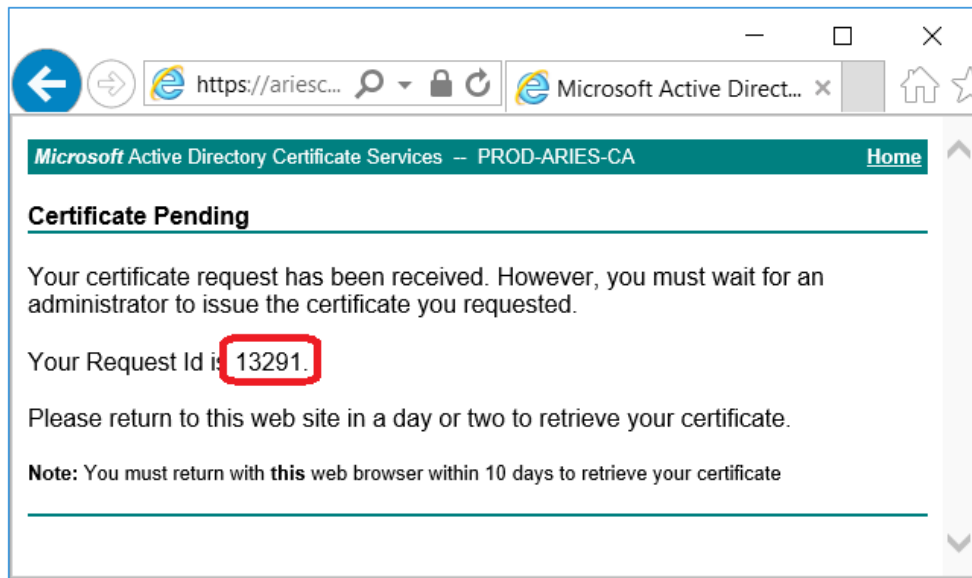 https://ariesc...
Microsoft Active Direct...
Microsoft Active Directory Certificate Services -- PROD-ARIES-CA Home
Certificate Pending
Your certificate request has been received. However, you must wait for an
administrator to issue the certificate you requested.
Your Request Id is 13291.
Please return to this web site in a day or two to retrieve your certificate.
Note: You must return with this web browser within 10 days to retrieve your certificate